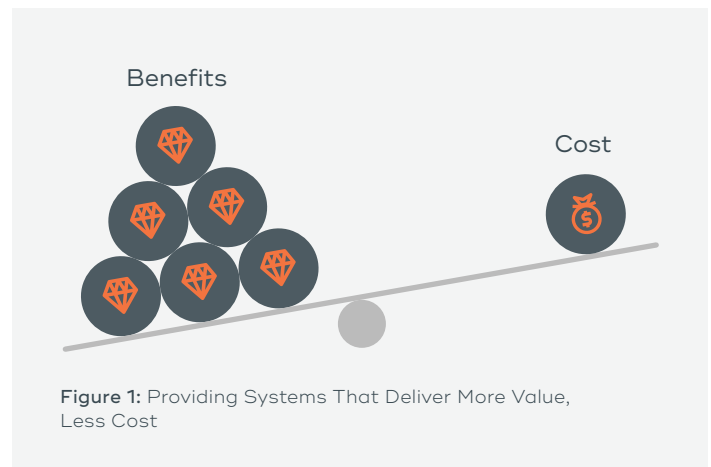 Benefits
Cost
$
Figure 1: Providing Systems That Deliver More Value,
Less Cost